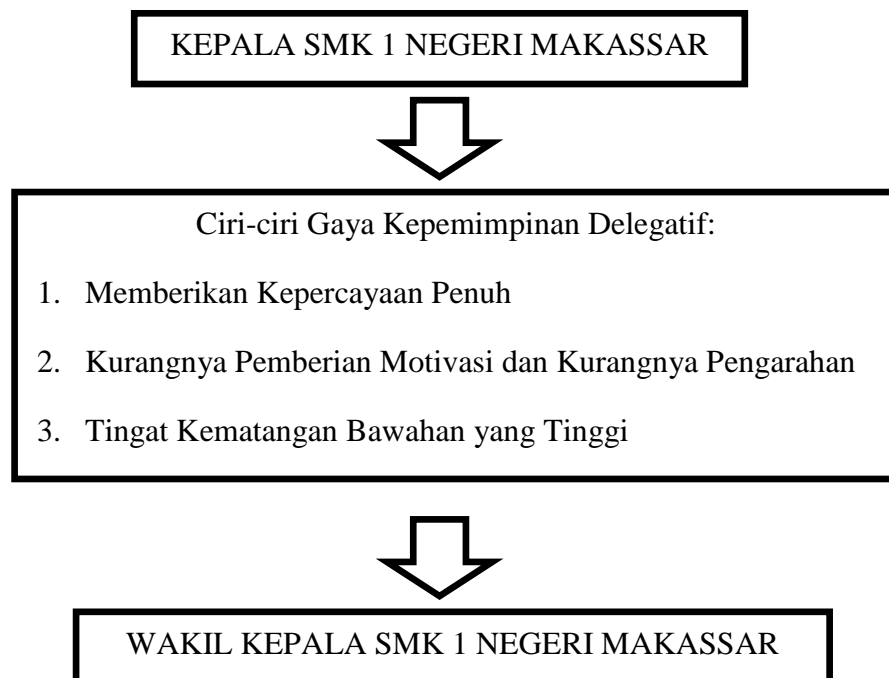 KEPALA SMK 1 NEGERI MAKASSAR
Ciri-ciri Gaya Kepemimpinan Delegatif:
1. Memberikan Kepercayaan Penuh
2. Kurangnya Pemberian Motivasi dan Kurangnya Pengarahan
3. Tingat Kematangan Bawahan yang Tinggi
WAKIL KEPALA SMK 1 NEGERI MAKASSAR